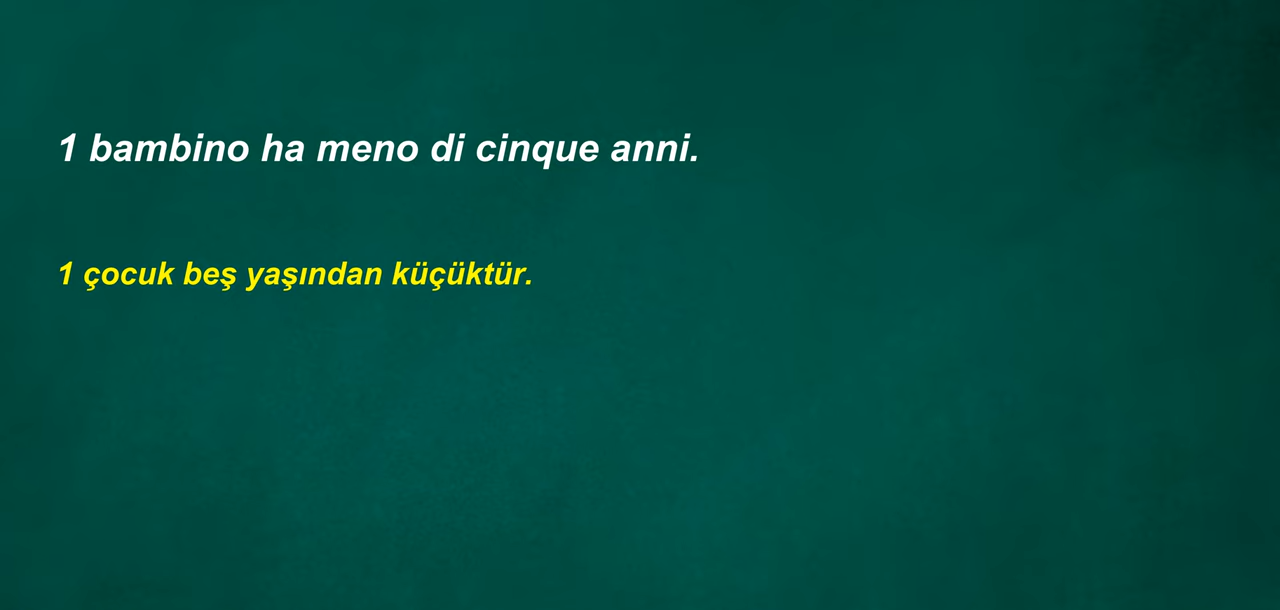 1 bambino ha meno di cinque anni.
1 çocuk beş yaşından küçüktür.